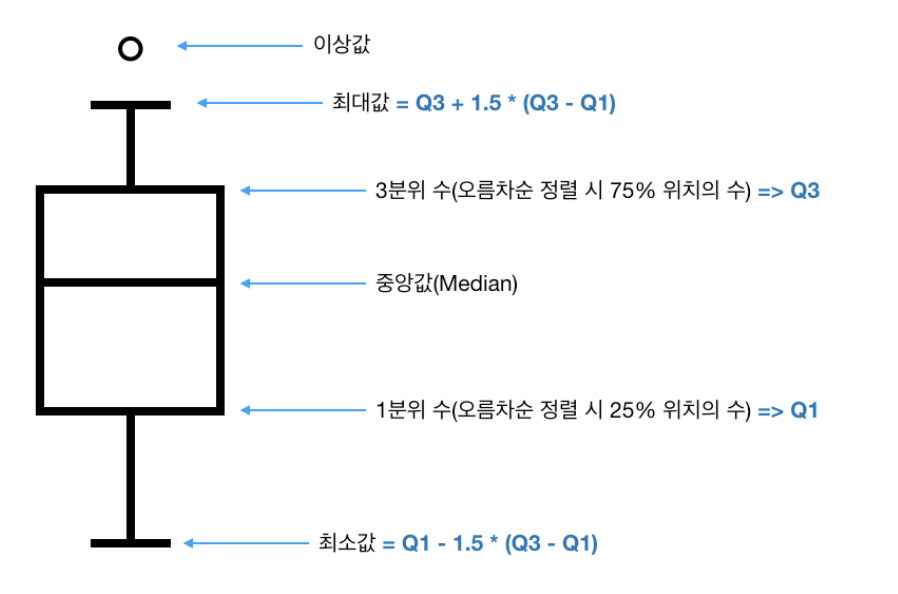 이상값
최대값 = Q3 + 1.5 * (Q3 - Q1)
3분위 수(오름차순 정렬 시 75% 위치의 수) => Q3
중앙값(Median)
1분위 수(오름차순 정렬 시 25% 위치의 수) => Q1
최소값 = Q1 - 1.5 * (Q3 - Q1)